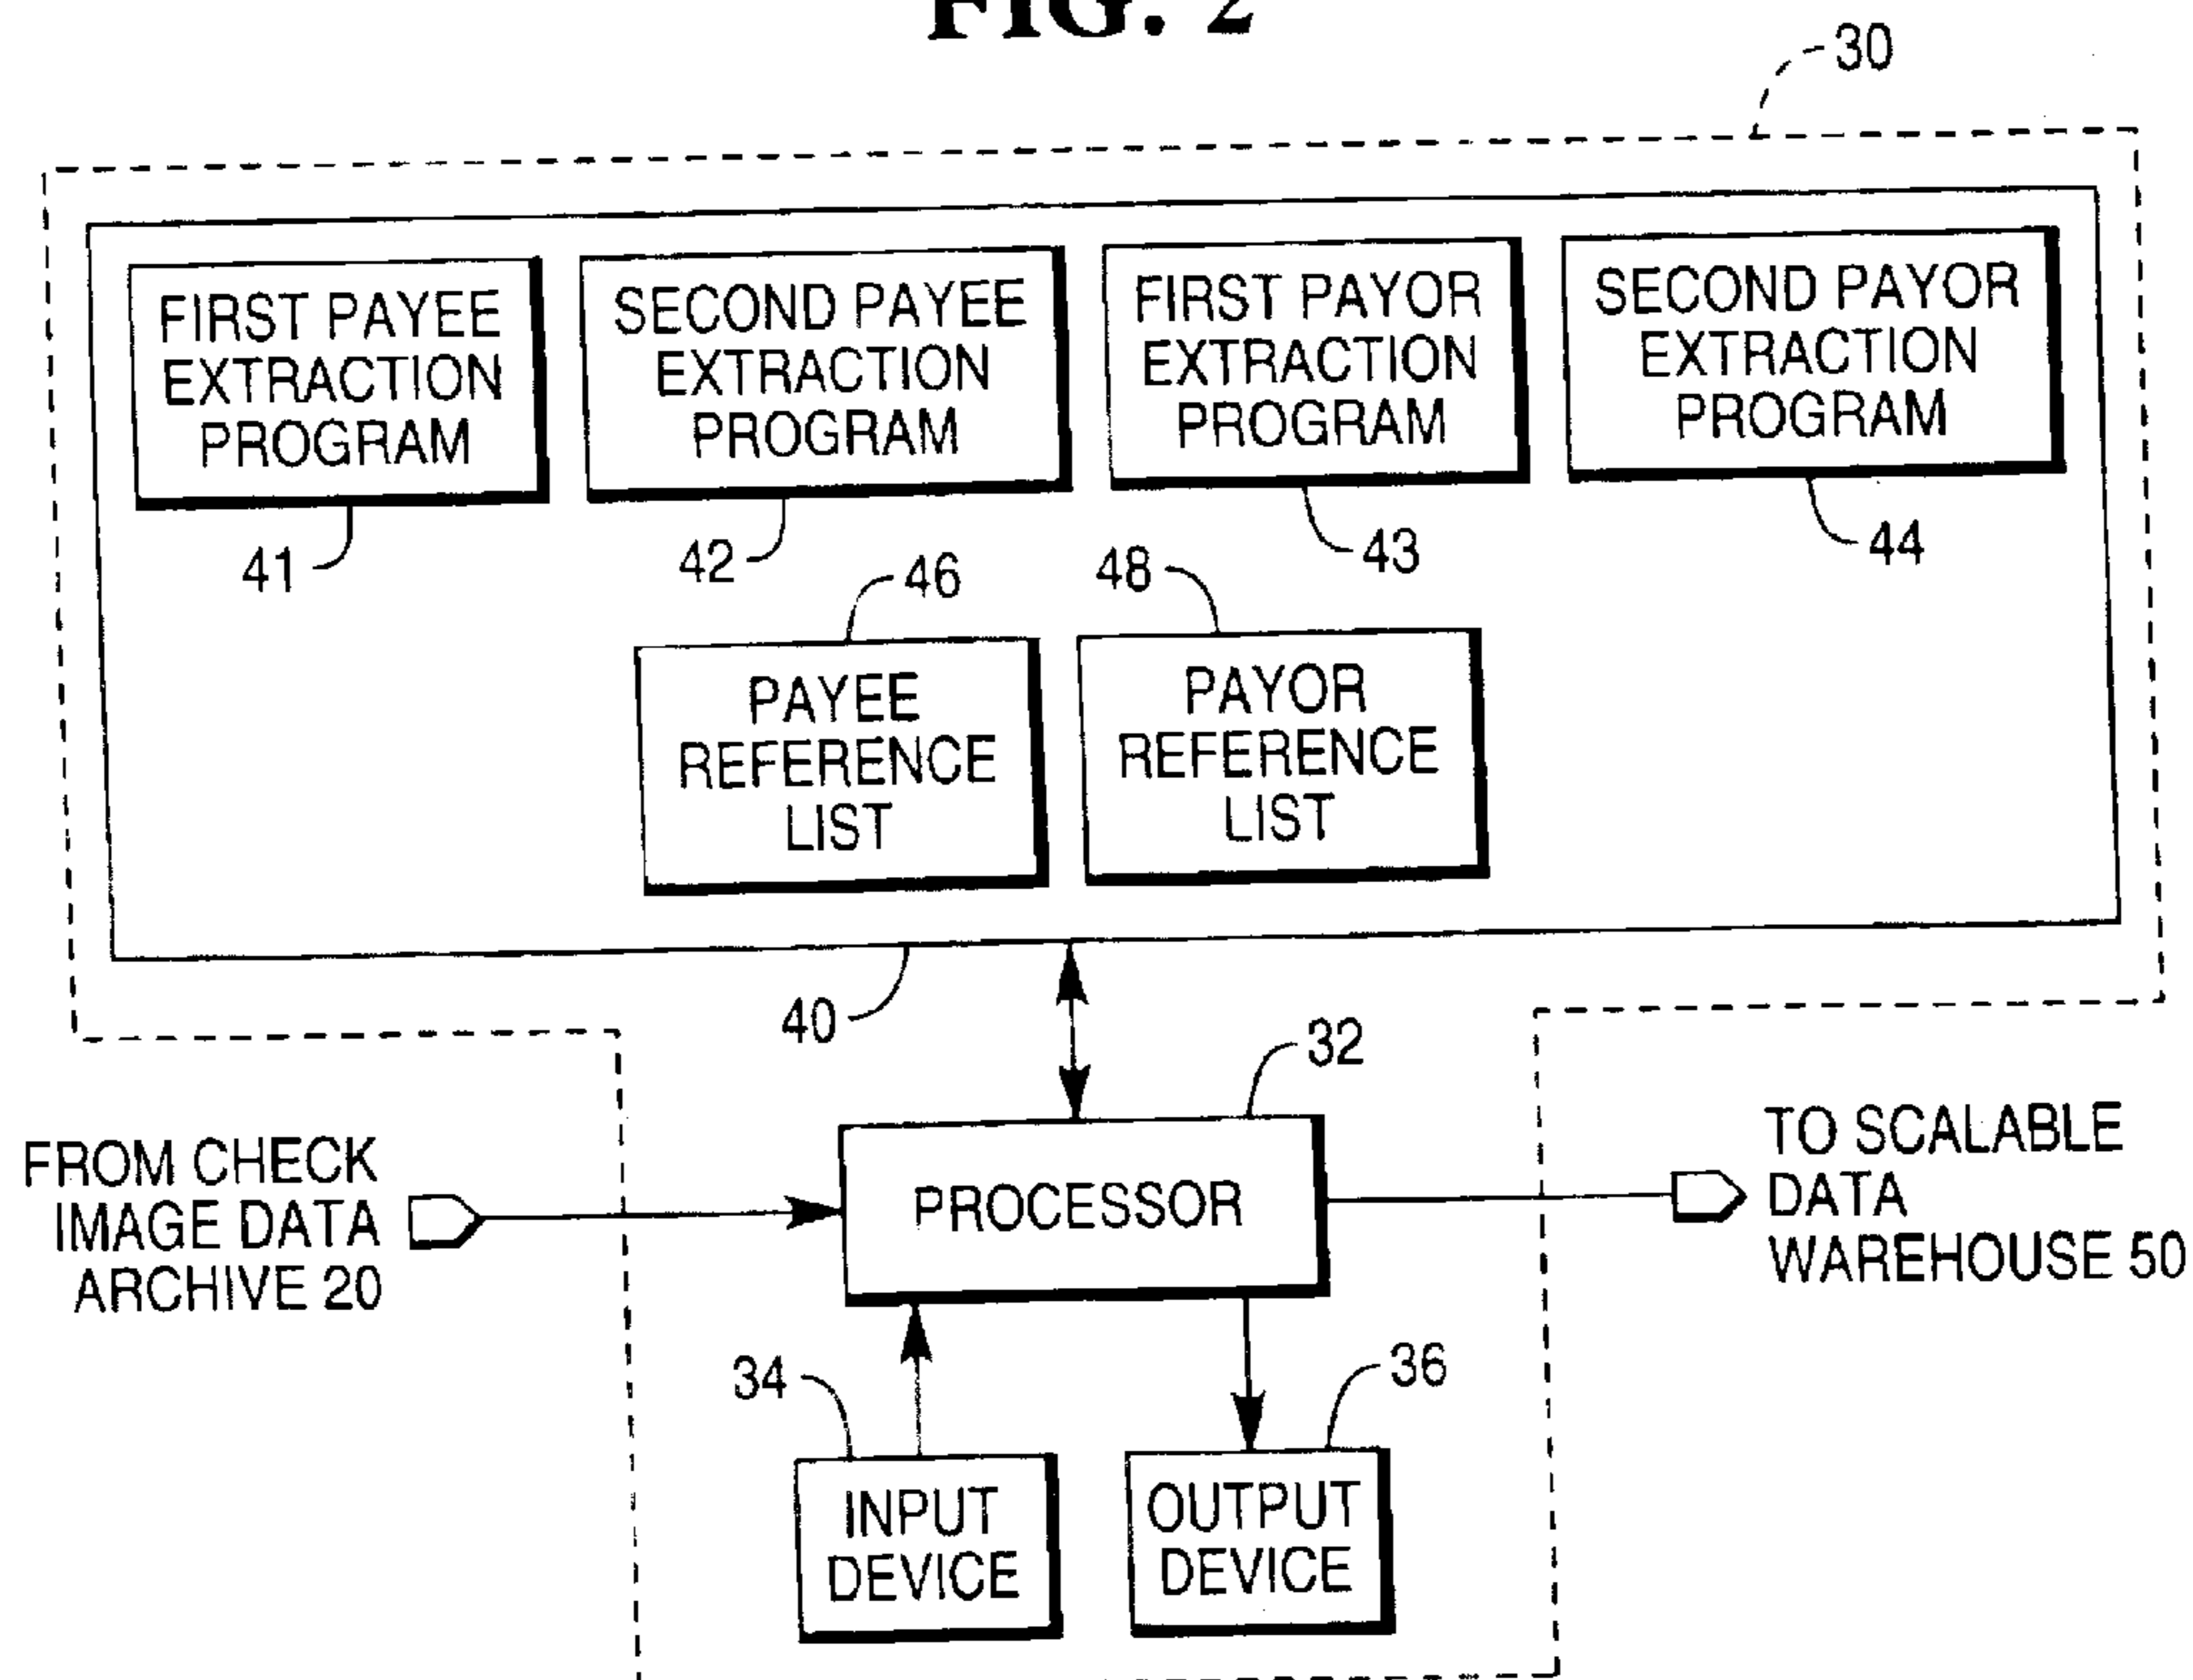 FIG. 2
30
FIRST PAYEE
EXTRACTION
PROGRAM
SECOND PAYEE
EXTRACTION
PROGRAM
FIRST PAYOR
EXTRACTION
PROGRAM
SECOND PAYOR
EXTRACTION
PROGRAM
41
42
43
44
46
48
PAYEE
REFERENCE
LIST
PAYOR
REFERENCE
LIST
40
32
FROM CHECK
IMAGE DATA
ARCHIVE 20
PROCESSOR
TO SCALABLE
DATA
WAREHOUSE 50
34
36
INPUT
DEVICE
OUTPUT
DEVICE